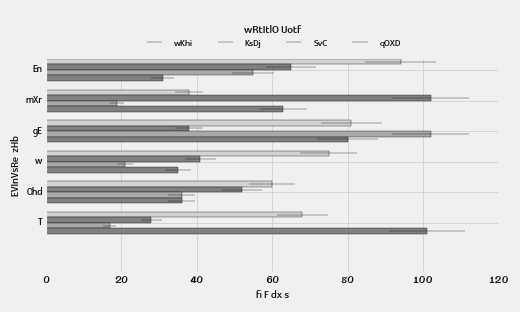 wRtItlO Uotf
wKhi KsDj SvC qOXD
En
mXr
gE
w
Ohd
T
EVlnVsRe zHb
0 20 40 60 80 100 120
fi F dx s